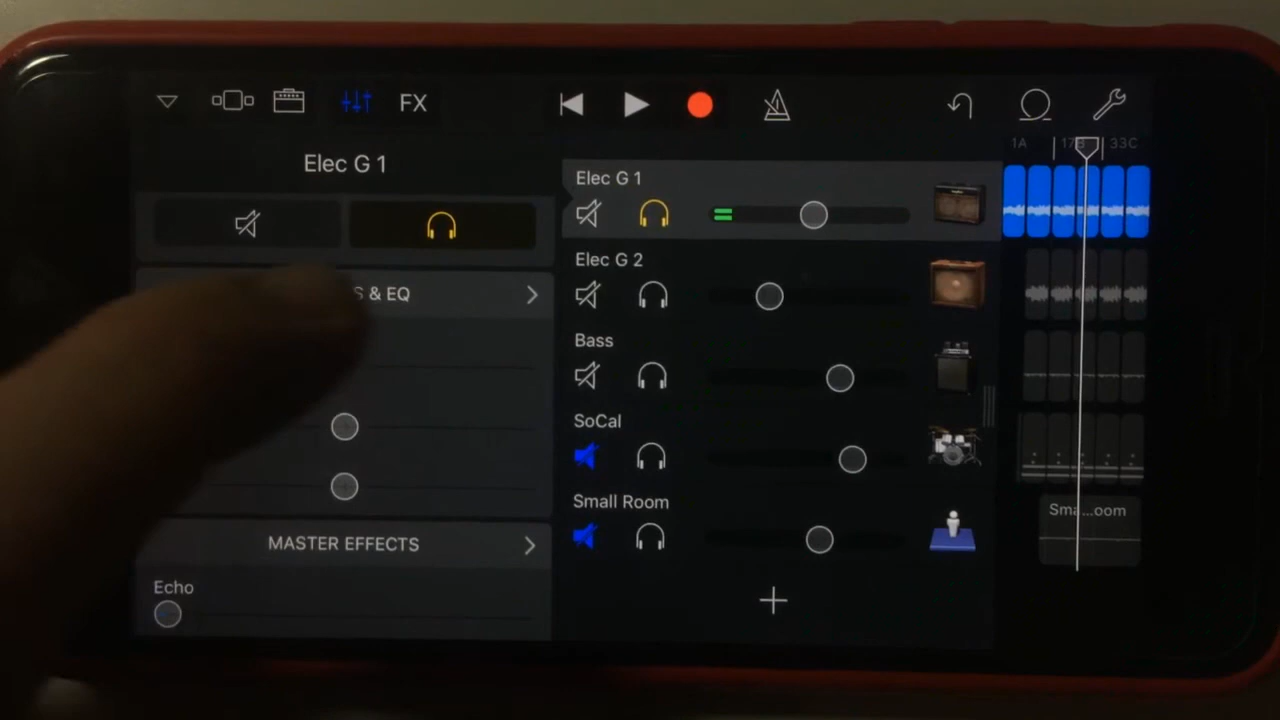 FX
Elec G 1
S & EQ
MASTER EFFECTS
Echo
Elec G 1
Elec G 2
Bass
SoCal
Small Room
1A
33C
Sma...oom